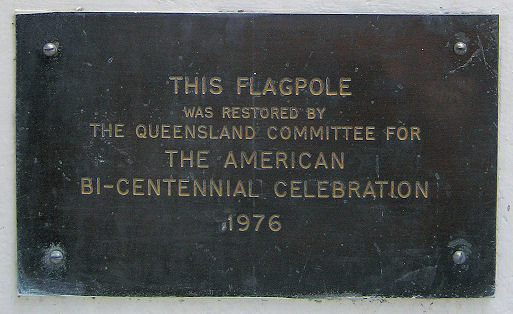 THIS FLAGPOLE
WAS RESTORED BY
THE QUEENSLAND COMMITTEE FOR
THE AMERICAN
BI-CENTENNIAL CELEBRATION
1976